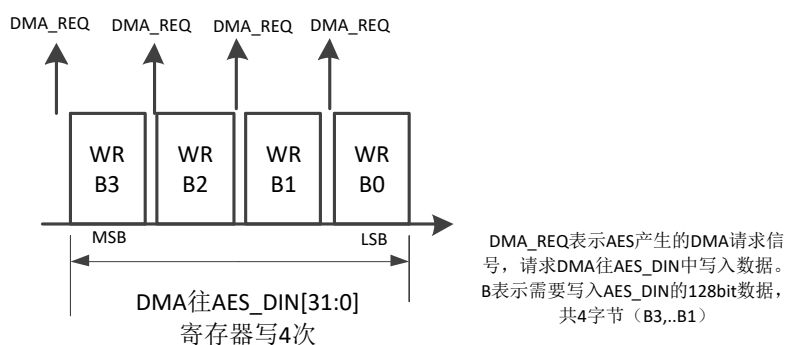 DMA_REQ DMA_REQ DMA_REQ DMA_REQ
WR WR WR WR
B3 B2 B1 B0
MSB LSB
DMA往AES_DIN[31:0]
寄存器写4次
DMA_REQ表示AES产生的DMA请求信
号，请求DMA往AES_DIN中写入数据。
B表示需要写入AES_DIN的128bit数据，
共4字节（B3,..B1）